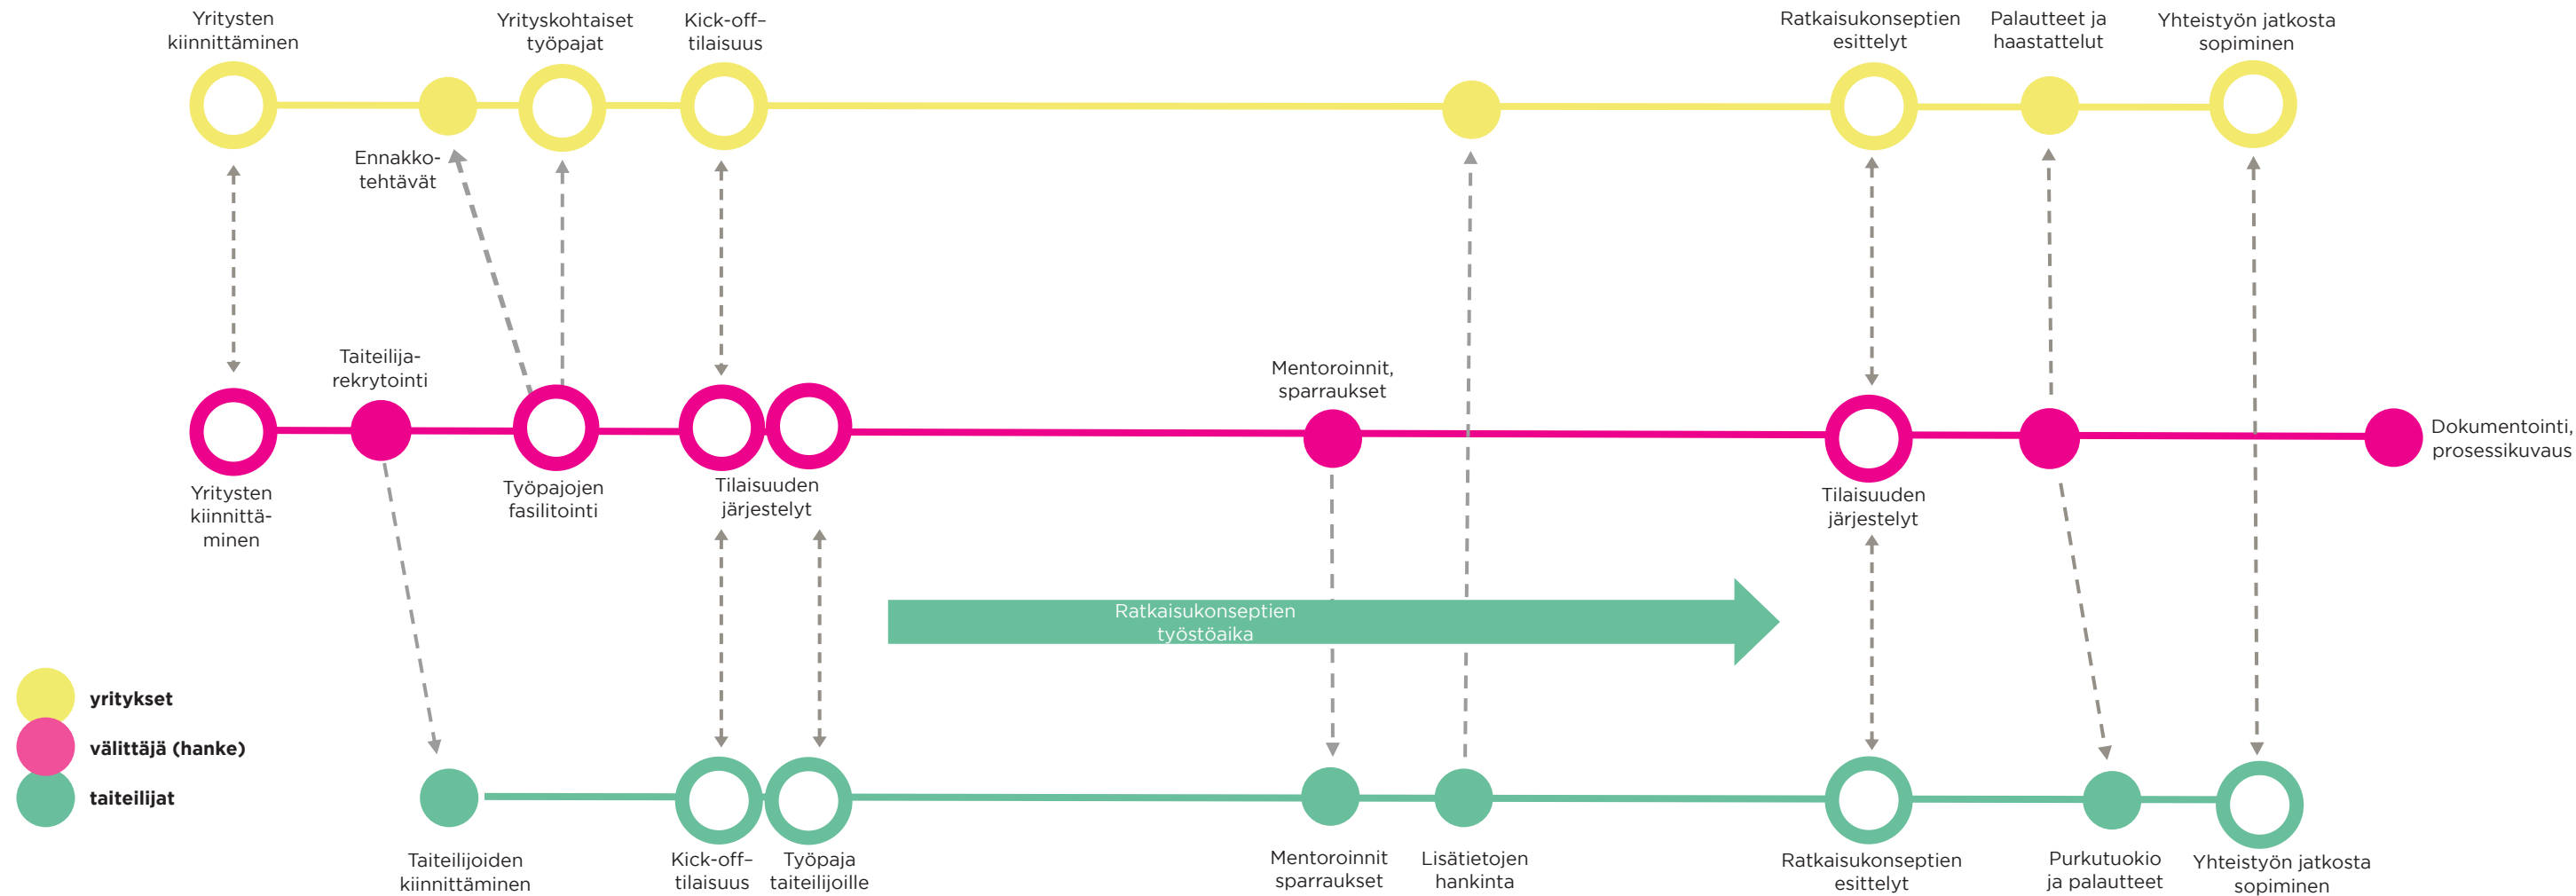 Yritysten
kiinnittäminen
Yrityskohtaiset
työpajat
Kick-off–
tilaisuus
Ratkaisukonseptien
esittelyt
Palautteet ja
haastattelut
Yhteistyön jatkosta
sopiminen
Ennakko-
tehtävät
Taiteilija-
rekrytointi
Mentoroinnit,
sparraukset
Dokumentointi,
prosessikuvaus
Yritysten
kiinnittä-
minen
Työpajojen
fasilitointi
Tilaisuuden
järjestelyt
Tilaisuuden
järjestelyt
Ratkaisukonseptien
työstöaika
yritykset
välittäjä (hanke)
taiteilijat
Taiteilijoiden
kiinnittäminen
Kick-off–
tilaisuus
Työpaja
taiteilijoille
Mentoroinnit
sparraukset
Lisätietojen
hankinta
Ratkaisukonseptien
esittelyt
Purkutuokio
ja palautteet
Yhteistyön jatkosta
sopiminen